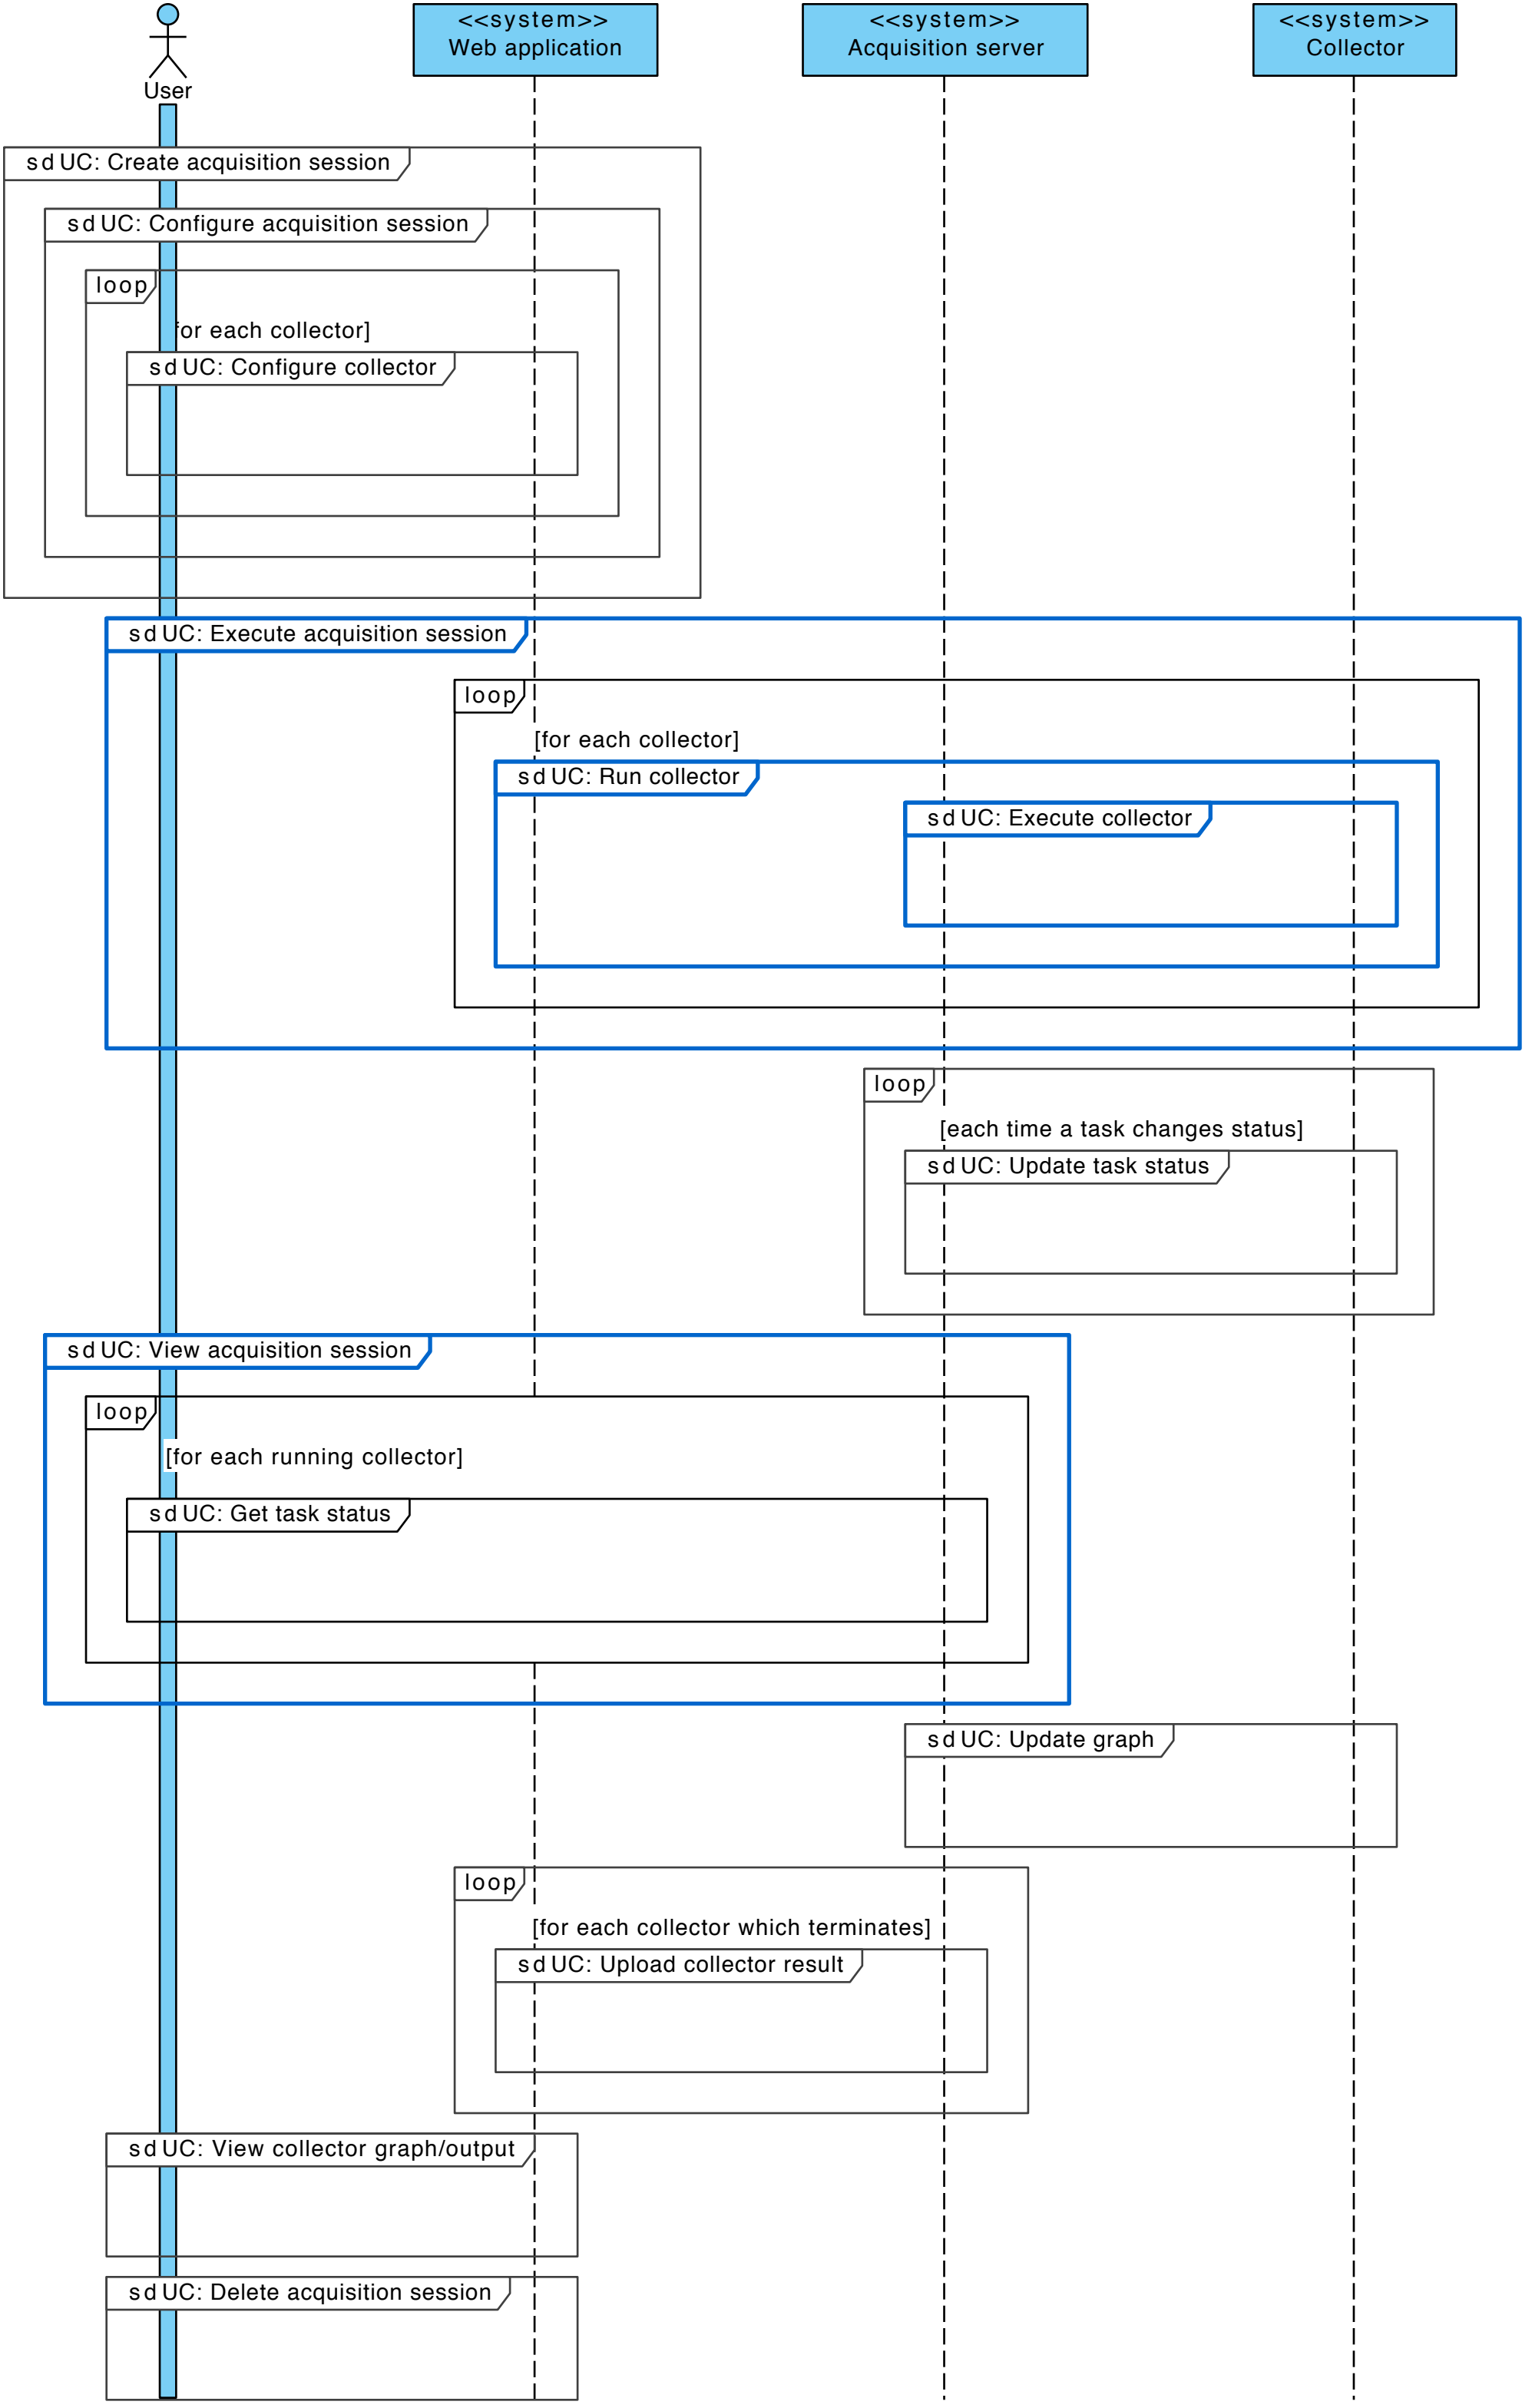 User
<<system>>
Web application
<<system>>
Acquisition server
<<system>>
Collector
sd UC: Create acquisition session
sd UC: Configure acquisition session
loop
for each collector]
sd UC: Configure collector
sd UC: Execute acquisition session
loop
[for each collector]
sd UC: Run collector
sd UC: Execute collector
loop
[each time a task changes status]
sd UC: Update task status
sd UC: View acquisition session
loop
[for each running collector]
sd UC: Get task status
sd UC: Update graph
loop
[for each collector which terminates]
sd UC: Upload collector result
sd UC: View collector graph/output
sd UC: Delete acquisition session